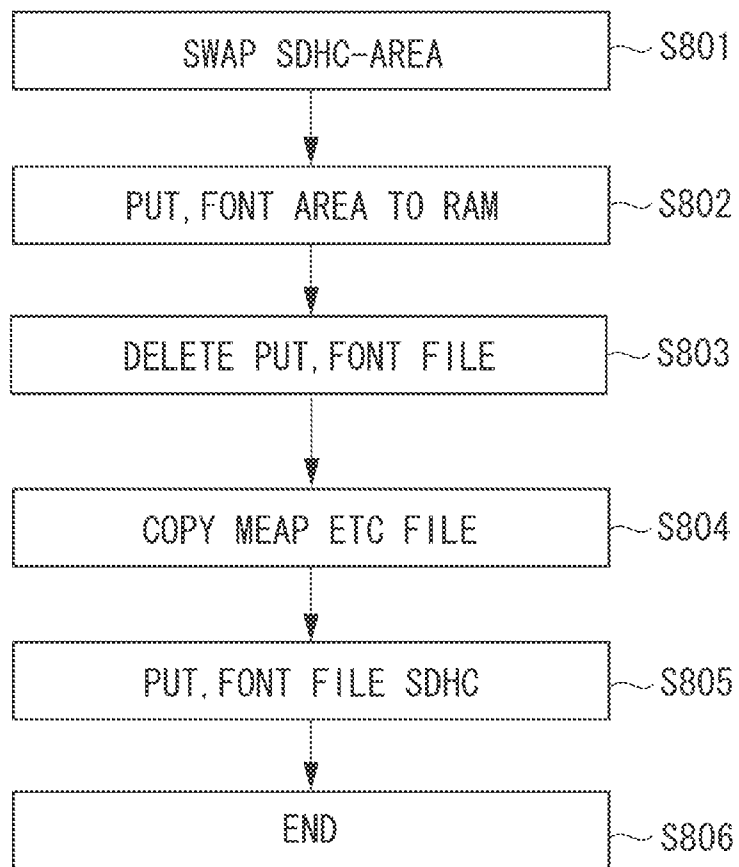 SWAP SDHC-AREA S801
PUT, FONT AREA TO RAM S802
DELETE PUT, FONT FILE S803
COPY MEAP ETC FILE S804
PUT, FONT FILE SDHC S805
END S806